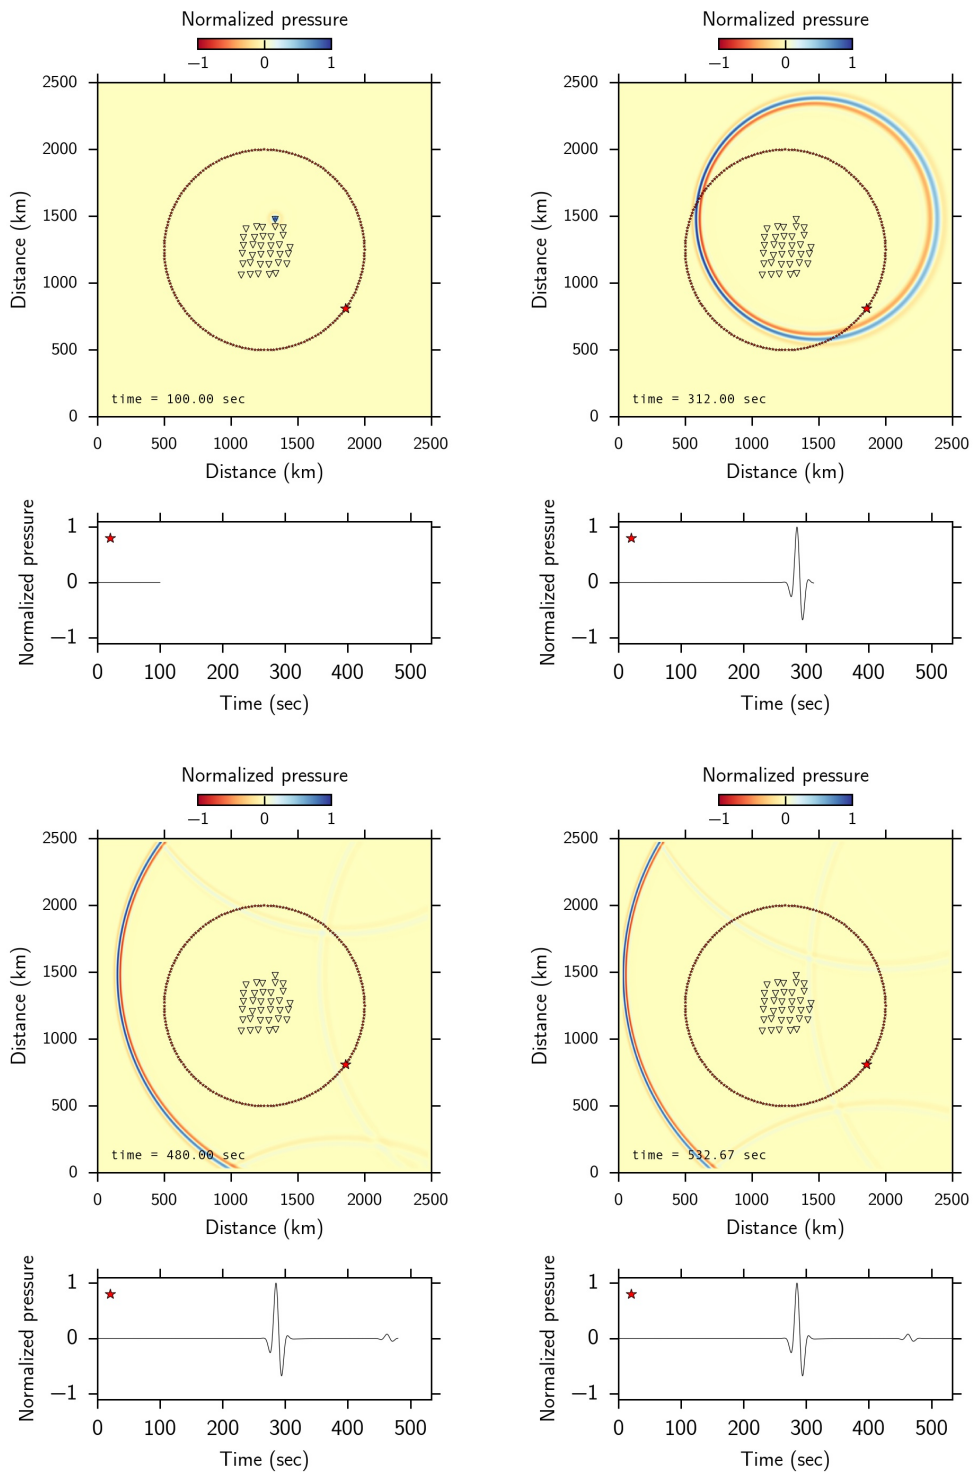 Normalized pressure
−1 0 1
2500
2000
1500
1000
500
0
Distance (km)
time = 100.00 sec
0 500 1000 1500 2000 2500
Distance (km)
1
0
−1
Normalized pressure
0 100 200 300 400 500
Time (sec)
Normalized pressure
−1 0 1
2500
2000
1500
1000
500
0
Distance (km)
time = 312.00 sec
0 500 1000 1500 2000 2500
Distance (km)
1
0
−1
Normalized pressure
0 100 200 300 400 500
Time (sec)
Normalized pressure
−1 0 1
2500
2000
1500
1000
500
0
Distance (km)
time = 480.00 sec
0 500 1000 1500 2000 2500
Distance (km)
1
0
−1
Normalized pressure
0 100 200 300 400 500
Time (sec)
Normalized pressure
−1 0 1
2500
2000
1500
1000
500
0
Distance (km)
time = 532.67 sec
0 500 1000 1500 2000 2500
Distance (km)
1
0
−1
Normalized pressure
0 100 200 300 400 500
Time (sec)